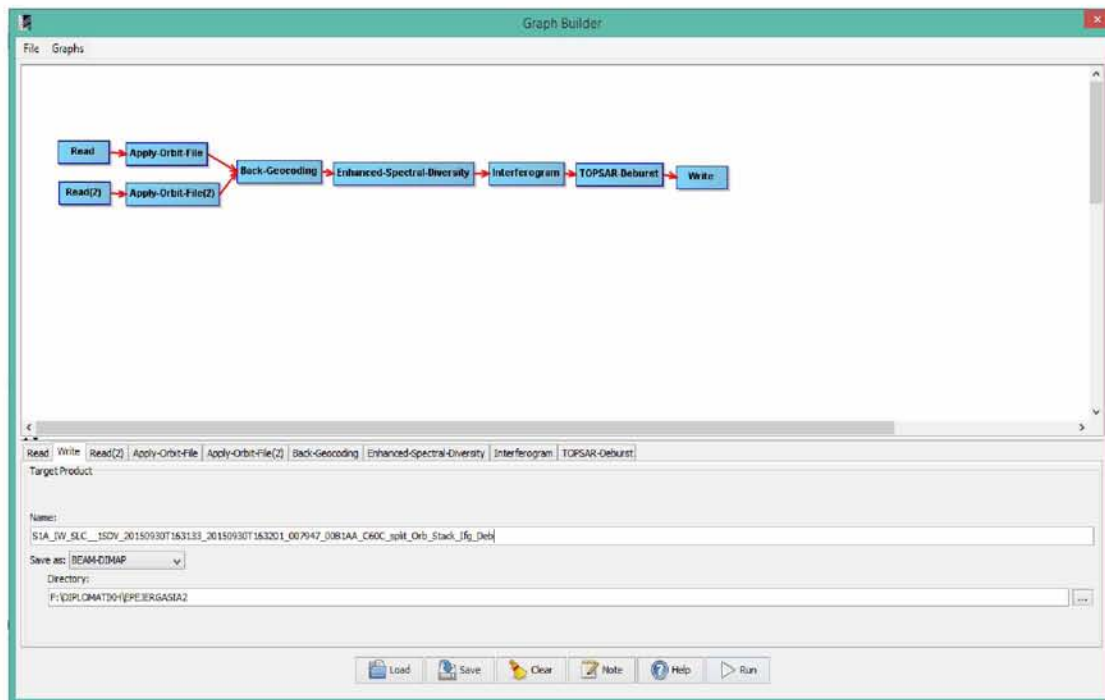 Graph Builder
File Graphs
Read Apply-Orbit-File
Back-Geocoding Enhanced-Spectral-Diversity Interferogram TOPSAR-Deburst Write
Read(2) Apply-Orbit-File(2)
Read Write Read(2) Apply-Orbit-File Apply-Orbit-File(2) Back-Geocoding Enhanced-Spectral-Diversity Interferogram TOPSAR-Deburst
Target Product
Name:
S1A_IW_SLC__1SDV_20150930T163133_20150930T163201_007947_00B1AA_C60C_split_Orb_Stack_Ifg_Deb
Save as: BEAM-DIMAP
Directory:
F:\DIPLOMATIKH\EPEJERGASIA2
...
Load Save Clear Note Help Run